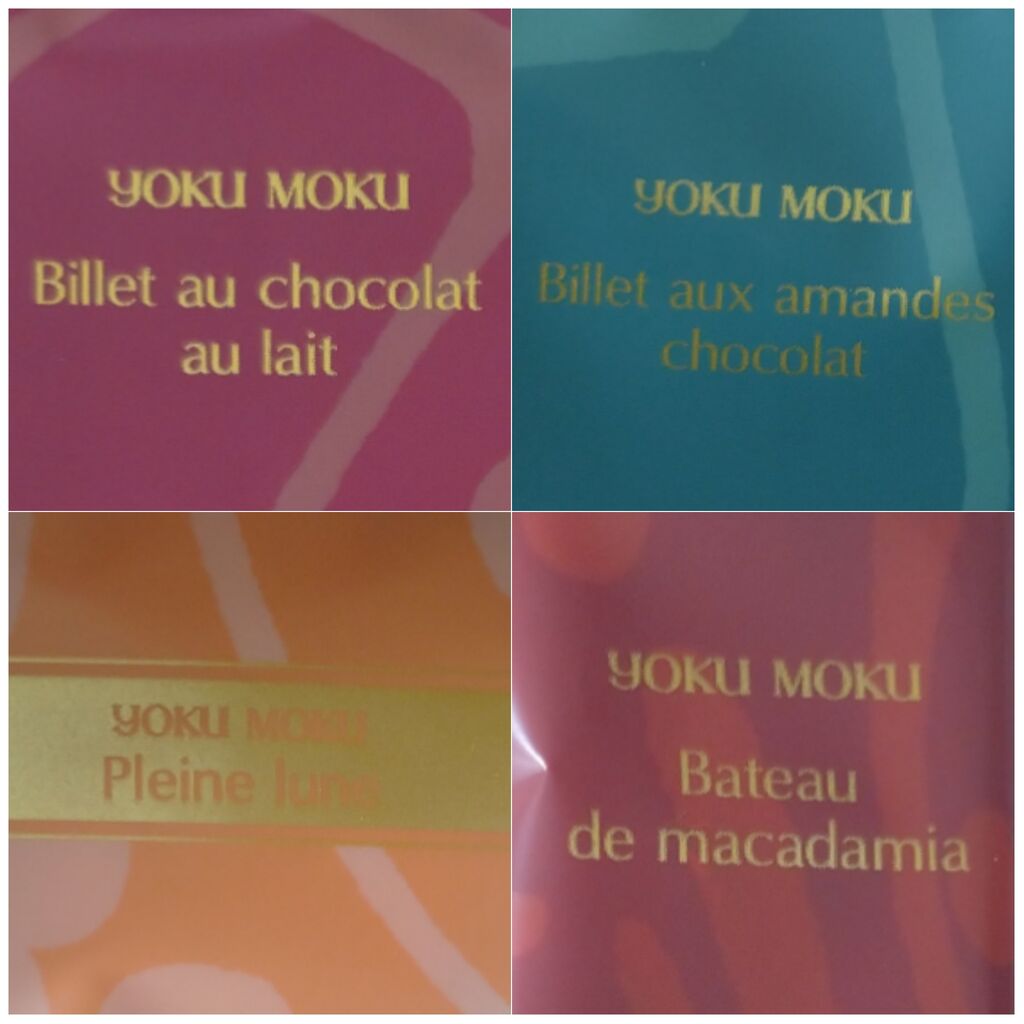 YOKU MOKU
Billet au chocolat
au lait
YOKU MOKU
Billet aux amandes
chocolat
YOKU MOKU
Pleine lune
YOKU MOKU
Bateau
de macadamia